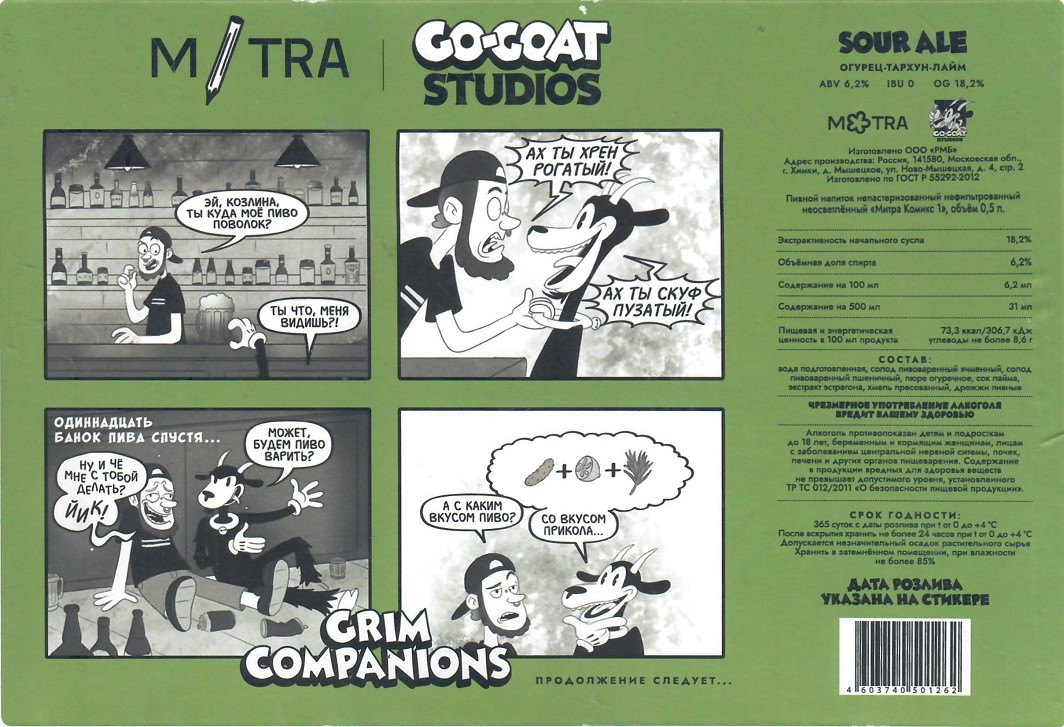 M TRA
GO-GOAT
STUDIOS
ЭЙ, КОЗЛИНА,
ТЫ КУДА МОЁ ПИВО
ПОВОЛОК?
ТЫ ЧТО, МЕНЯ
ВИДИШЬ?!
АХ ТЫ ХРЕН
РОГАТЫЙ!
АХ ТЫ СКУФ
ПУЗАТЫЙ!
ОДИННАДЦАТЬ
БАНОК ПИВА СПУСТЯ...
НУ И ЧЁ
МНЕ С ТОБОЙ
ДЕЛАТЬ?
ЙИК!
МОЖЕТ,
БУДЕМ ПИВО
ВАРИТЬ?
+ +
А С КАКИМ
ВКУСОМ ПИВО?
СО ВКУСОМ
ПРИКОЛА...
GRIM
COMPANIONS
ПРОДОЛЖЕНИЕ СЛЕДУЕТ...
SOUR ALE
ОГУРЕЦ-ТАРХУН-ЛАЙМ
ABV 6,2% IBU 0 OG 18,2%
M TRA
GO-GOAT
STUDIOS
Изготовлено ООО «РМБ»
Адрес производства: Россия, 141580, Московская обл.,
г. Химки, д. Мышецкое, ул. Ново-Мышецкая, д. 4, стр. 2
Изготовлено по ГОСТ Р 55292-2012
Пивной напиток непастеризованный нефильтрованный
неосветлённый «Митра Комикс 1», объём 0,5 л.
Экстрактивность начального сусла 18,2%
Объёмная доля спирта 6,2%
Содержание на 100 мл 6,2 мл
Содержание на 500 мл 31 мл
Пищевая и энергетическая 73,3 ккал/306,7 кДж
ценность в 100 мл продукта углеводы не более 8,6 г
СОСТАВ:
вода подготовленная, солод пивоваренный ячменный, солод
пивоваренный пшеничный, пюре огуречное, сок лайма,
экстракт эстрагона, хмель пресованный, дрожжи пивные
ЧРЕЗМЕРНОЕ УПОТРЕБЛЕНИЕ АЛКОГОЛЯ
ВРЕДИТ ВАШЕМУ ЗДОРОВЬЮ
Алкоголь противопоказан детям и подросткам
до 18 лет, беременным и кормящим женщинам, лицам
с заболеванием центральной нервной ситемы, почек,
печени и других органов пищеварения. Содержание
в продукции вредных для здоровья веществ
не превышает допустимого уровня, установленного
ТР ТС 012/2011 «О безопасности пищевой продукции».
СРОК ГОДНОСТИ:
365 суток с даты розлива при t от 0 до +4 °C
После вскрытия хранить не более 24 часов при t от 0 до +4 °C
Допускается незначительный осадок растительного сырья
Хранить в затемнённом помещении, при влажности
не более 85%
ДАТА РОЗЛИВА
УКАЗАНА НА СТИКЕРЕ
4 603740 501262